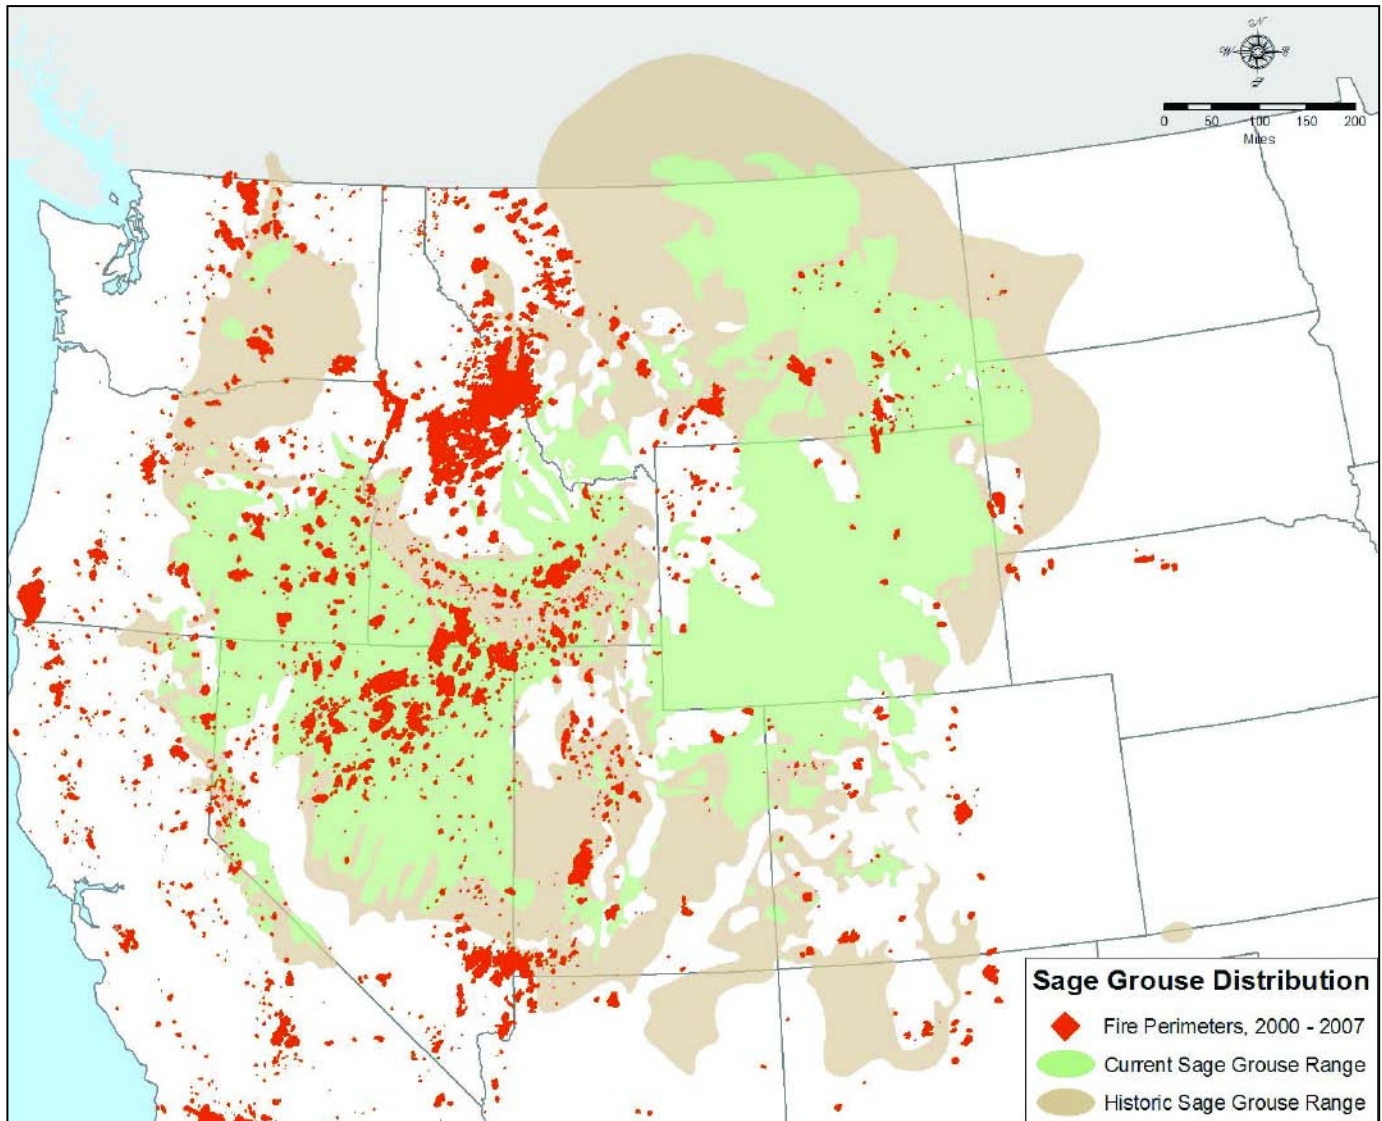 N
W E
S
0 50 100 150 200
Miles
Sage Grouse Distribution
Fire Perimeters, 2000 - 2007
Current Sage Grouse Range
Historic Sage Grouse Range